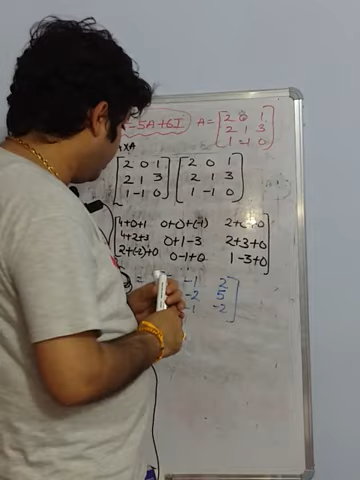 -5A+6I A= [2 0 1
2 1 3
1 -1 0]
×A
[2 0 1] [2 0 1]
[2 1 3] [2 1 3]
[1 -1 0] [1 -1 0]
4+0+1 0+0+(-1) 2+0+0
4+2+3 0+1-3 2+3+0
2+(-2)+0 0-1+0 1-3+0
= -1 2
-2 5
-1 -2